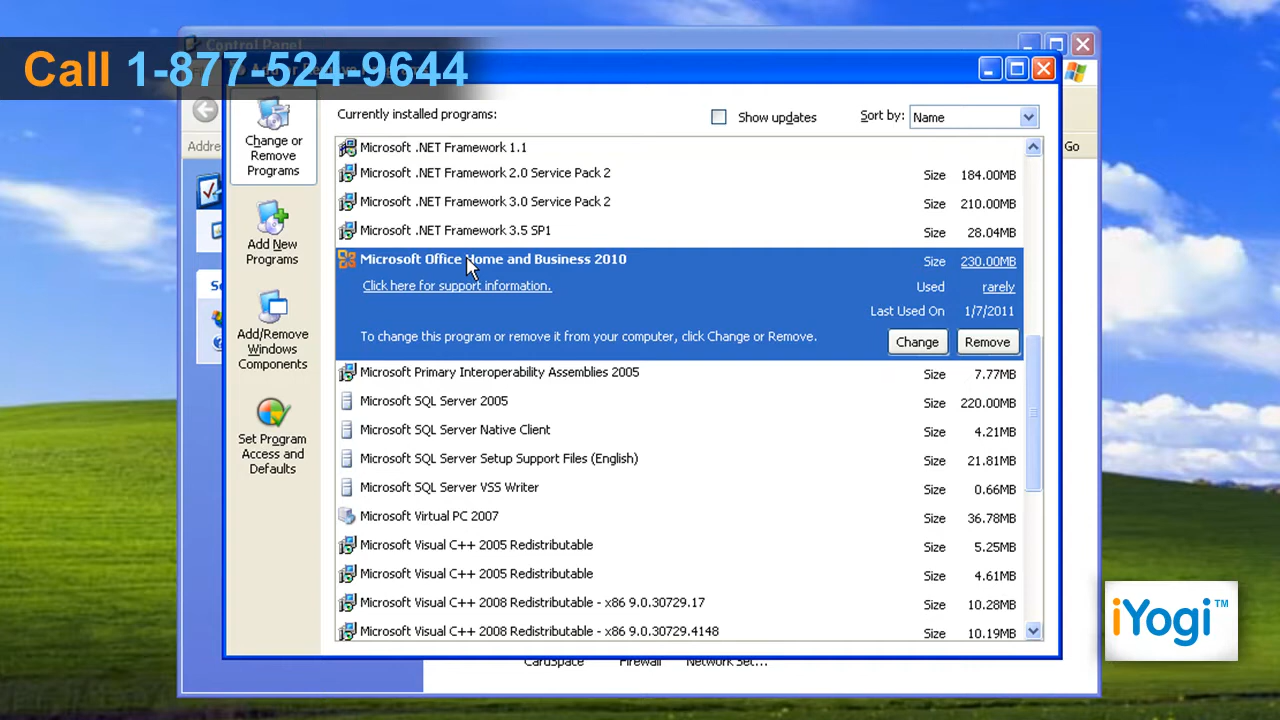 Control Panel
Call 1-877-524-9644
Currently installed programs:
Show updates
Sort by:
Name
Change or
Remove
Programs
Add New
Programs
Add/Remove
Windows
Components
Set Program
Access and
Defaults
Addre
Go
Microsoft .NET Framework 1.1
Microsoft .NET Framework 2.0 Service Pack 2 Size 184.00MB
Microsoft .NET Framework 3.0 Service Pack 2 Size 210.00MB
Microsoft .NET Framework 3.5 SP1 Size 28.04MB
Microsoft Office Home and Business 2010 Size 230.00MB
Click here for support information. Used rarely
Last Used On 1/7/2011
To change this program or remove it from your computer, click Change or Remove. Change Remove
Microsoft Primary Interoperability Assemblies 2005 Size 7.77MB
Microsoft SQL Server 2005 Size 220.00MB
Microsoft SQL Server Native Client Size 4.21MB
Microsoft SQL Server Setup Support Files (English) Size 21.81MB
Microsoft SQL Server VSS Writer Size 0.66MB
Microsoft Virtual PC 2007 Size 36.78MB
Microsoft Visual C++ 2005 Redistributable Size 5.25MB
Microsoft Visual C++ 2005 Redistributable Size 4.61MB
Microsoft Visual C++ 2008 Redistributable - x86 9.0.30729.17 Size 10.28MB
Microsoft Visual C++ 2008 Redistributable - x86 9.0.30729.4148 Size 10.19MB
CardSpace Firewall Network Set...
iYogi™